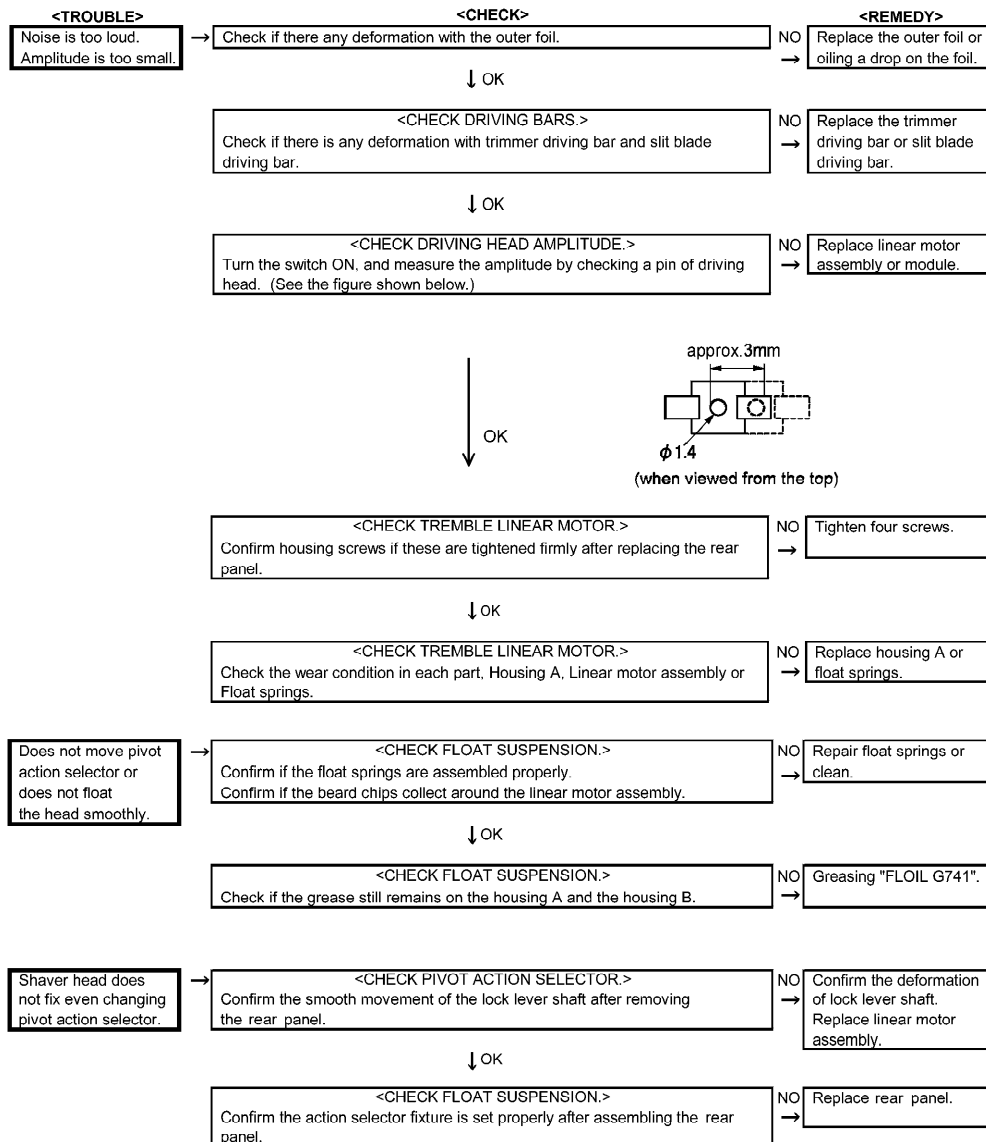 <TROUBLE>
<CHECK>
<REMEDY>
Noise is too loud.
Amplitude is too small.
→
Check if there any deformation with the outer foil.
NO
→
Replace the outer foil or
oiling a drop on the foil.
↓ OK
<CHECK DRIVING BARS.>
Check if there is any deformation with trimmer driving bar and slit blade
driving bar.
NO
→
Replace the trimmer
driving bar or slit blade
driving bar.
↓ OK
<CHECK DRIVING HEAD AMPLITUDE.>
Turn the switch ON, and measure the amplitude by checking a pin of driving
head. (See the figure shown below.)
NO
→
Replace linear motor
assembly or module.
OK
approx.3mm
ϕ1.4
(when viewed from the top)
<CHECK TREMBLE LINEAR MOTOR.>
Confirm housing screws if these are tightened firmly after replacing the rear
panel.
NO
→
Tighten four screws.
↓ OK
<CHECK TREMBLE LINEAR MOTOR.>
Check the wear condition in each part, Housing A, Linear motor assembly or
Float springs.
NO
→
Replace housing A or
float springs.
Does not move pivot
action selector or
does not float
the head smoothly.
→
<CHECK FLOAT SUSPENSION.>
Confirm if the float springs are assembled properly.
Confirm if the beard chips collect around the linear motor assembly.
NO
→
Repair float springs or
clean.
↓ OK
<CHECK FLOAT SUSPENSION.>
Check if the grease still remains on the housing A and the housing B.
NO
→
Greasing "FLOIL G741".
Shaver head does
not fix even changing
pivot action selector.
→
<CHECK PIVOT ACTION SELECTOR.>
Confirm the smooth movement of the lock lever shaft after removing
the rear panel.
NO
→
Confirm the deformation
of lock lever shaft.
Replace linear motor
assembly.
↓ OK
<CHECK FLOAT SUSPENSION.>
Confirm the action selector fixture is set properly after assembling the rear
panel.
NO
→
Replace rear panel.